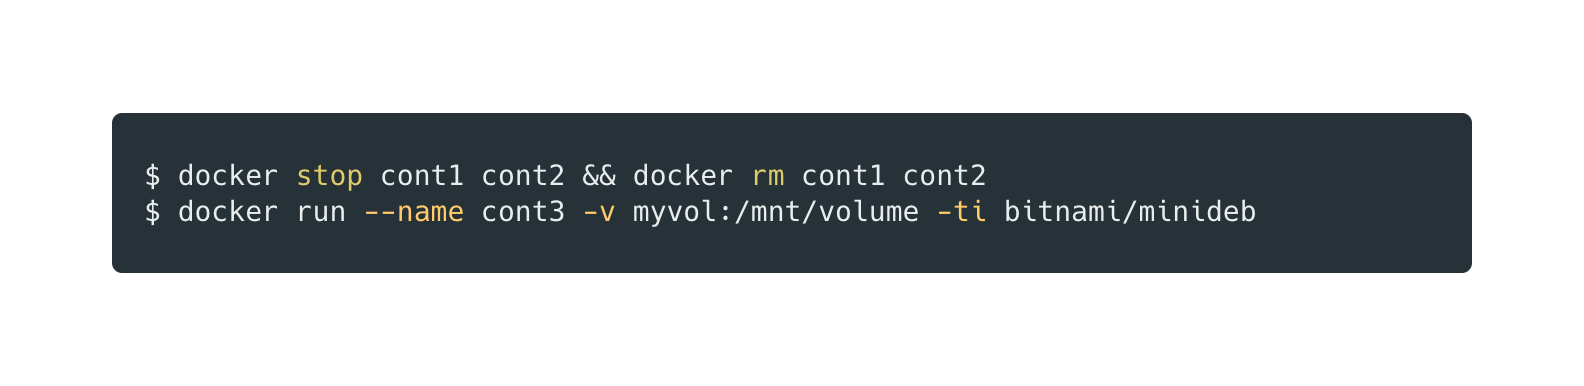 $ docker stop cont1 cont2 && docker rm cont1 cont2
$ docker run --name cont3 -v myvol:/mnt/volume -ti bitnami/minideb